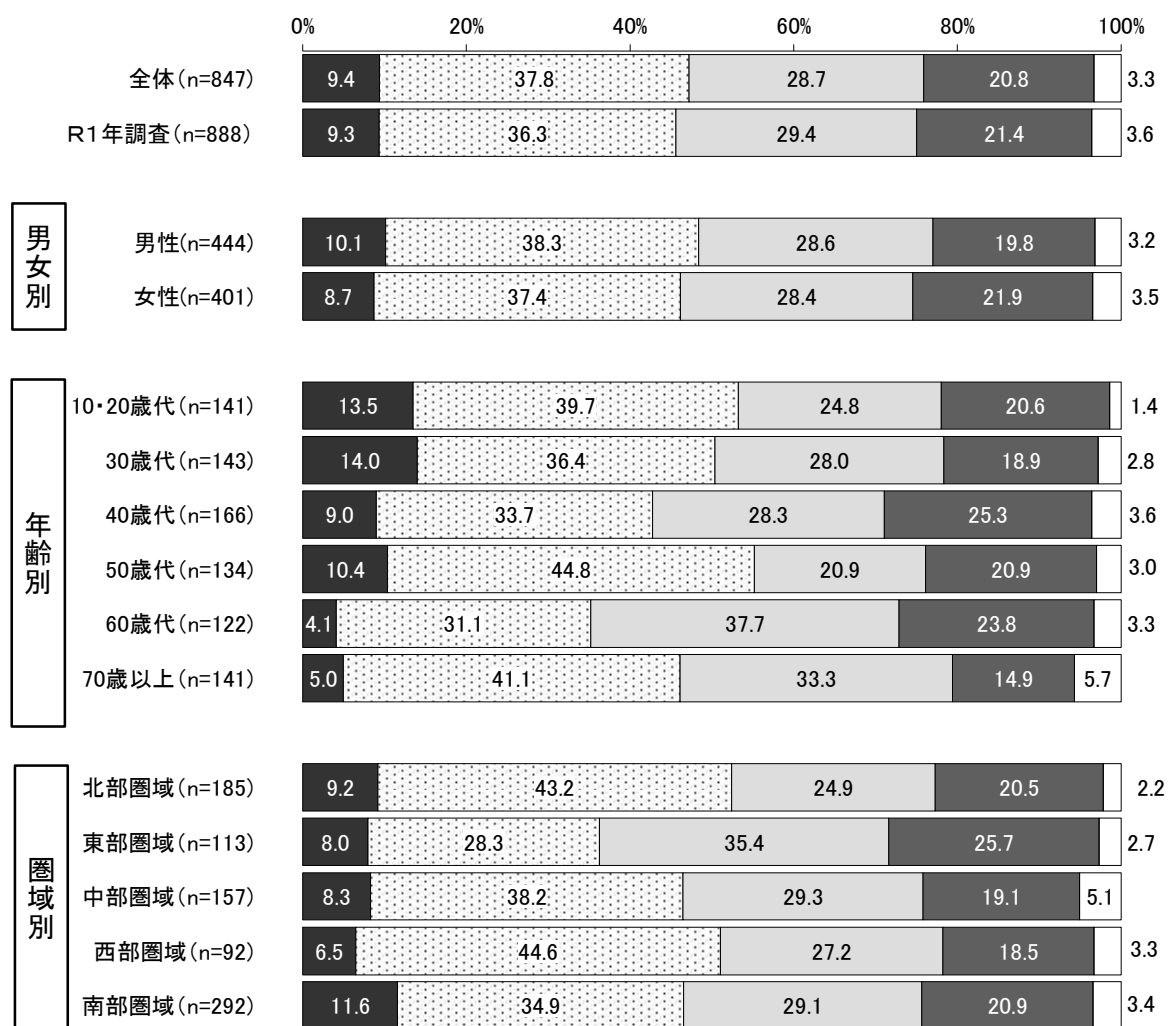 0% 20% 40% 60% 80% 100%
全体(n=847) 9.4 37.8 28.7 20.8 3.3
R1年調査(n=888) 9.3 36.3 29.4 21.4 3.6
男女別
男性(n=444) 10.1 38.3 28.6 19.8 3.2
女性(n=401) 8.7 37.4 28.4 21.9 3.5
年齢別
10・20歳代(n=141) 13.5 39.7 24.8 20.6 1.4
30歳代(n=143) 14.0 36.4 28.0 18.9 2.8
40歳代(n=166) 9.0 33.7 28.3 25.3 3.6
50歳代(n=134) 10.4 44.8 20.9 20.9 3.0
60歳代(n=122) 4.1 31.1 37.7 23.8 3.3
70歳以上(n=141) 5.0 41.1 33.3 14.9 5.7
圏域別
北部圏域(n=185) 9.2 43.2 24.9 20.5 2.2
東部圏域(n=113) 8.0 28.3 35.4 25.7 2.7
中部圏域(n=157) 8.3 38.2 29.3 19.1 5.1
西部圏域(n=92) 6.5 44.6 27.2 18.5 3.3
南部圏域(n=292) 11.6 34.9 29.1 20.9 3.4